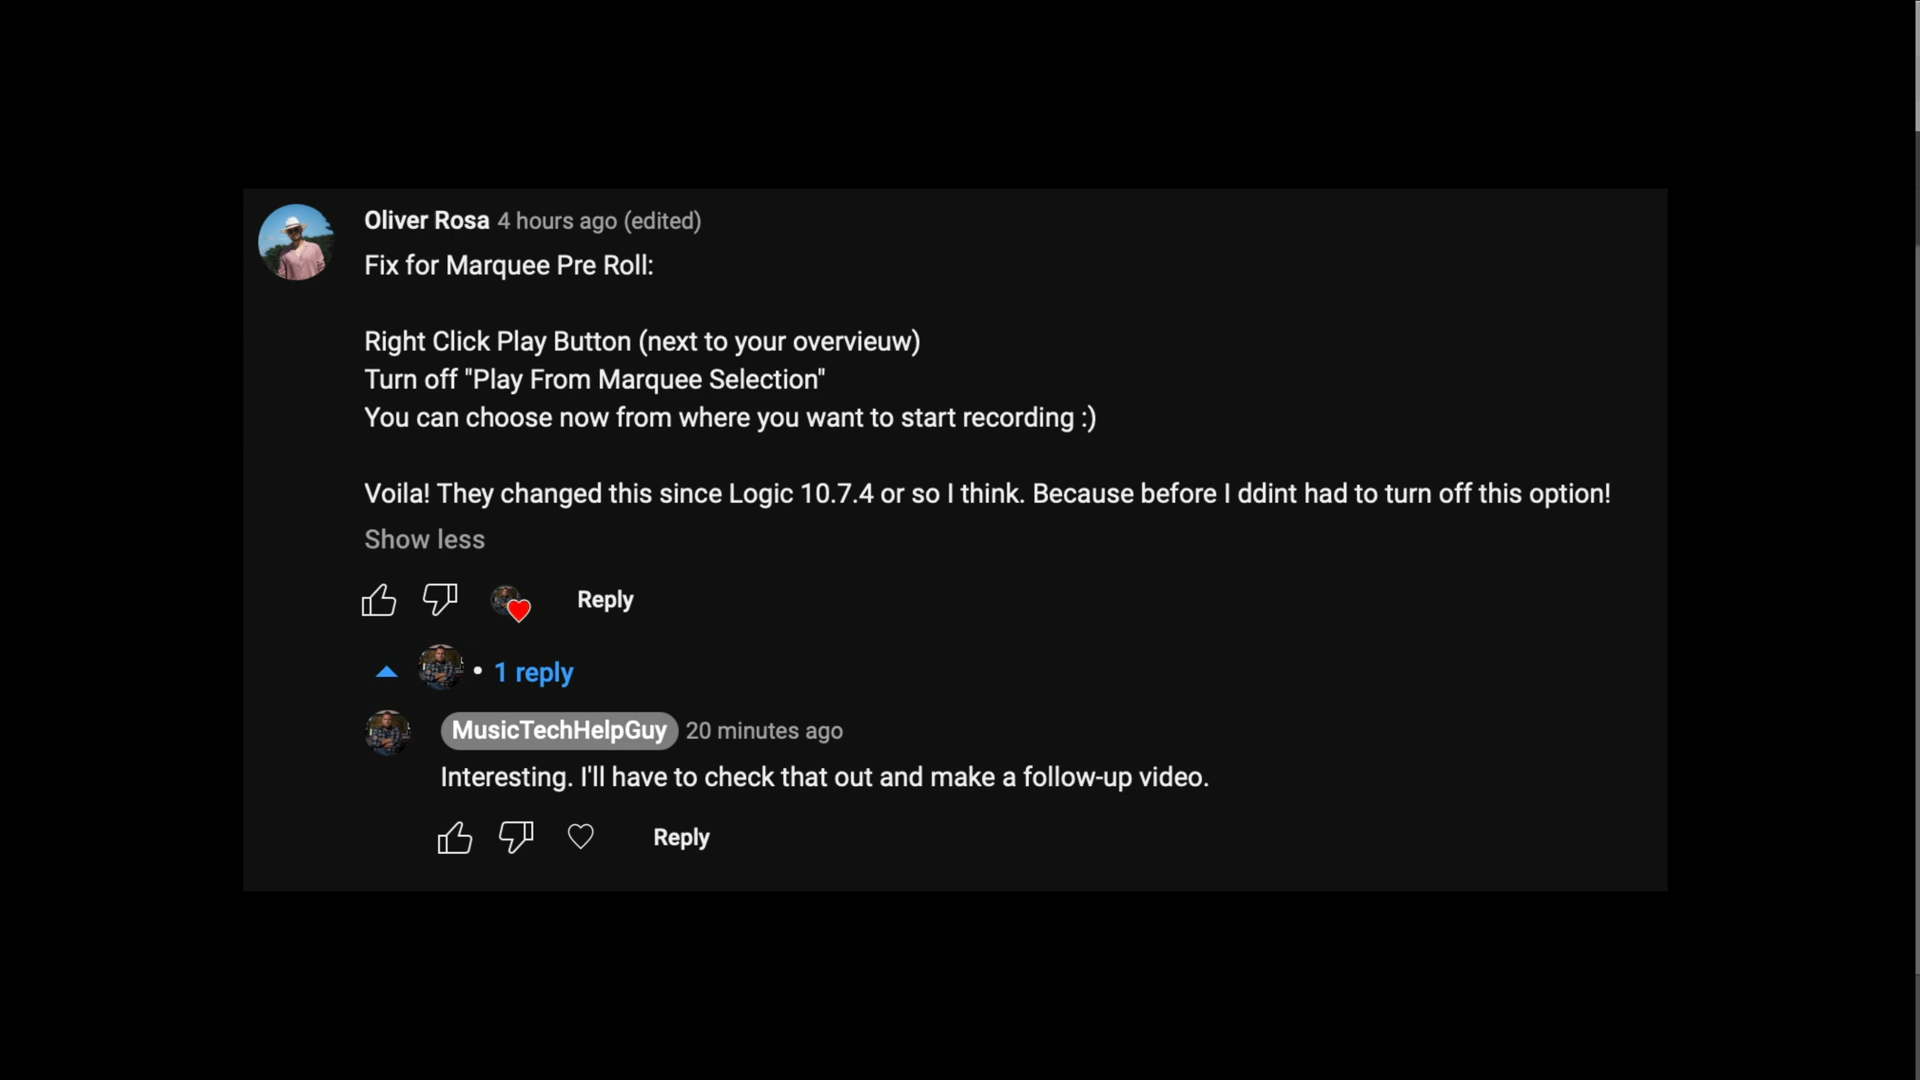 Oliver Rosa 4 hours ago (edited)
Fix for Marquee Pre Roll:
Right Click Play Button (next to your overvieuw)
Turn off "Play From Marquee Selection"
You can choose now from where you want to start recording :)
Voila! They changed this since Logic 10.7.4 or so I think. Because before I ddint had to turn off this option!
Show less
Reply
• 1 reply
MusicTechHelpGuy 20 minutes ago
Interesting. I'll have to check that out and make a follow-up video.
Reply